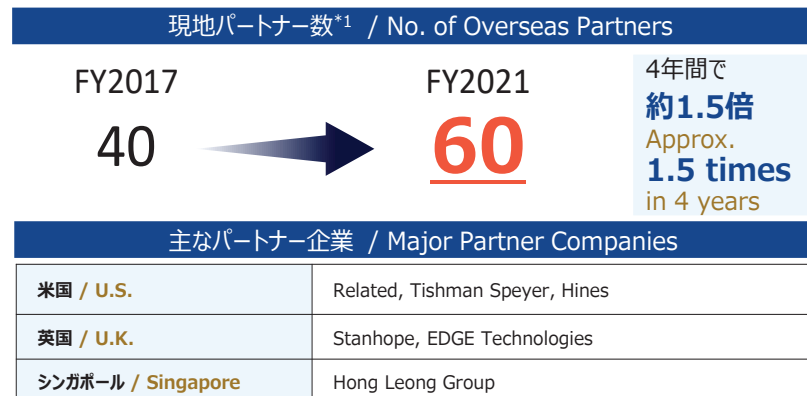 現地パートナー数*1 / No. of Overseas Partners
FY2017
40
FY2021
60
4年間で
約1.5倍
Approx.
1.5 times
in 4 years
主なパートナー企業 / Major Partner Companies
米国 / U.S. Related, Tishman Speyer, Hines
英国 / U.K. Stanhope, EDGE Technologies
シンガポール / Singapore Hong Leong Group